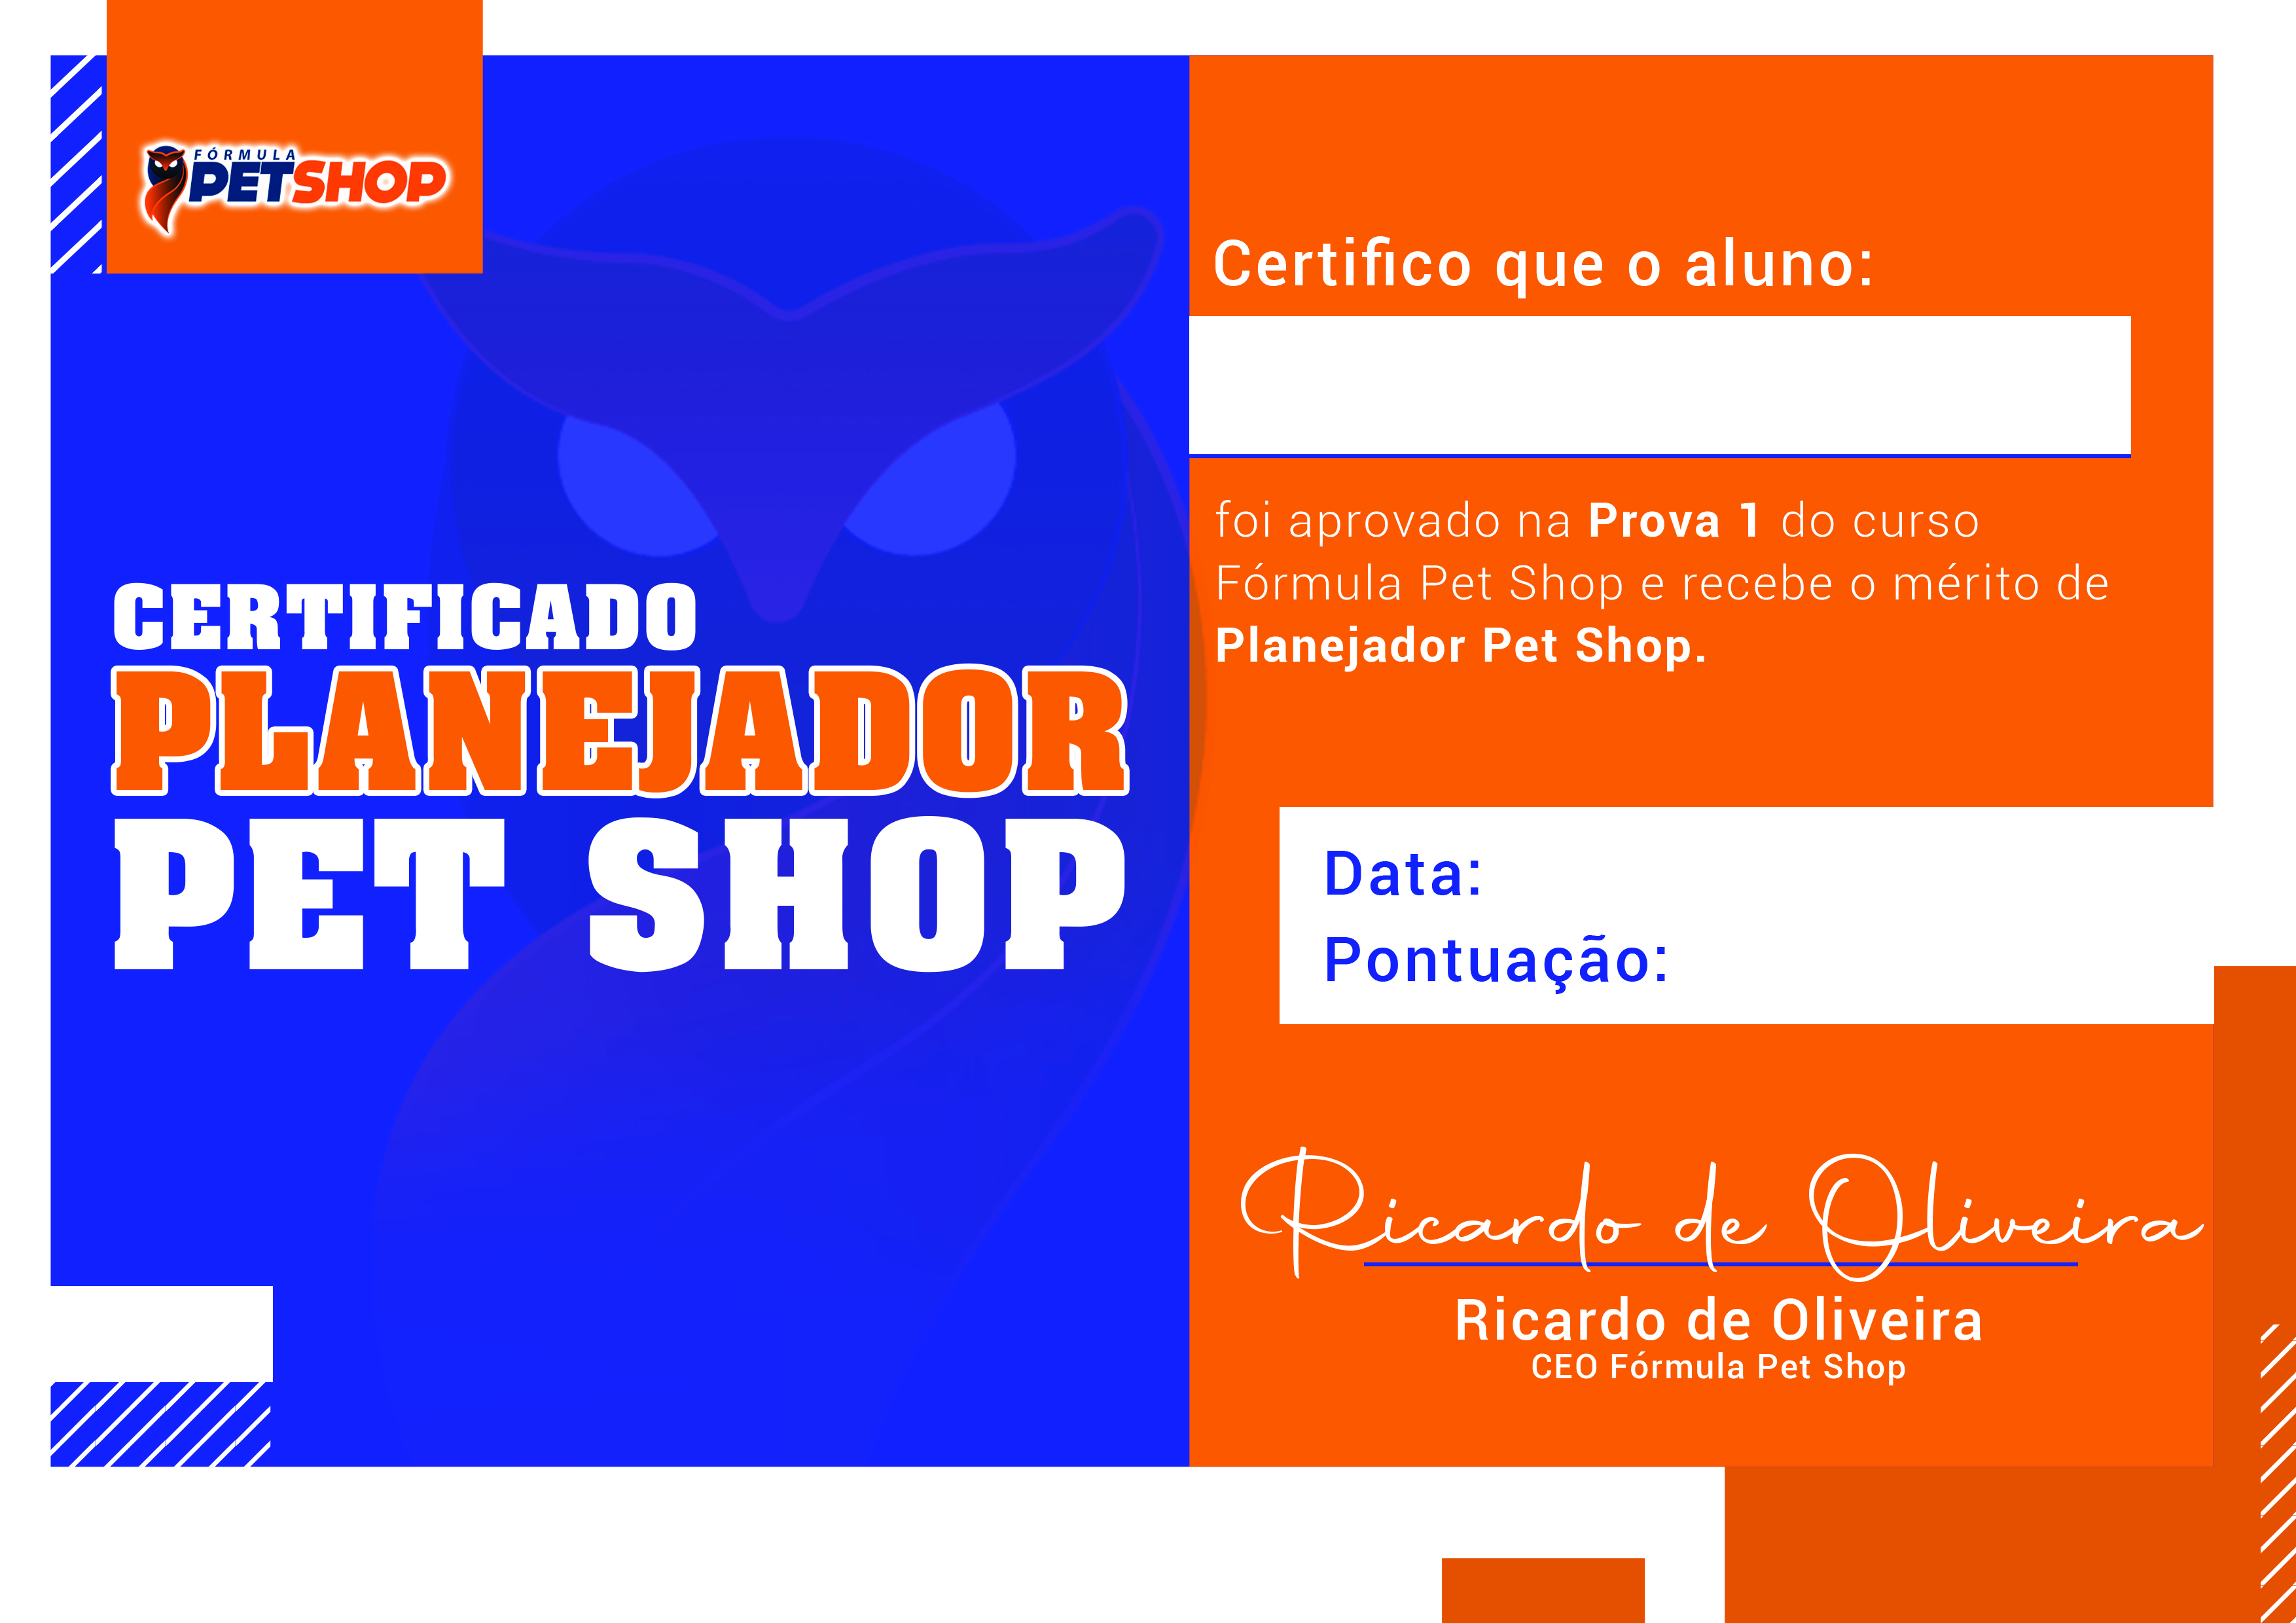 FÓRMULA
PETSHOP
CERTIFICADO
PLANEJADOR
PET SHOP
Certifico que o aluno:
foi aprovado na Prova 1 do curso
Fórmula Pet Shop e recebe o mérito de
Planejador Pet Shop.
Data:
Pontuação:
Ricardo de Oliveira
Ricardo de Oliveira
CEO Fórmula Pet Shop